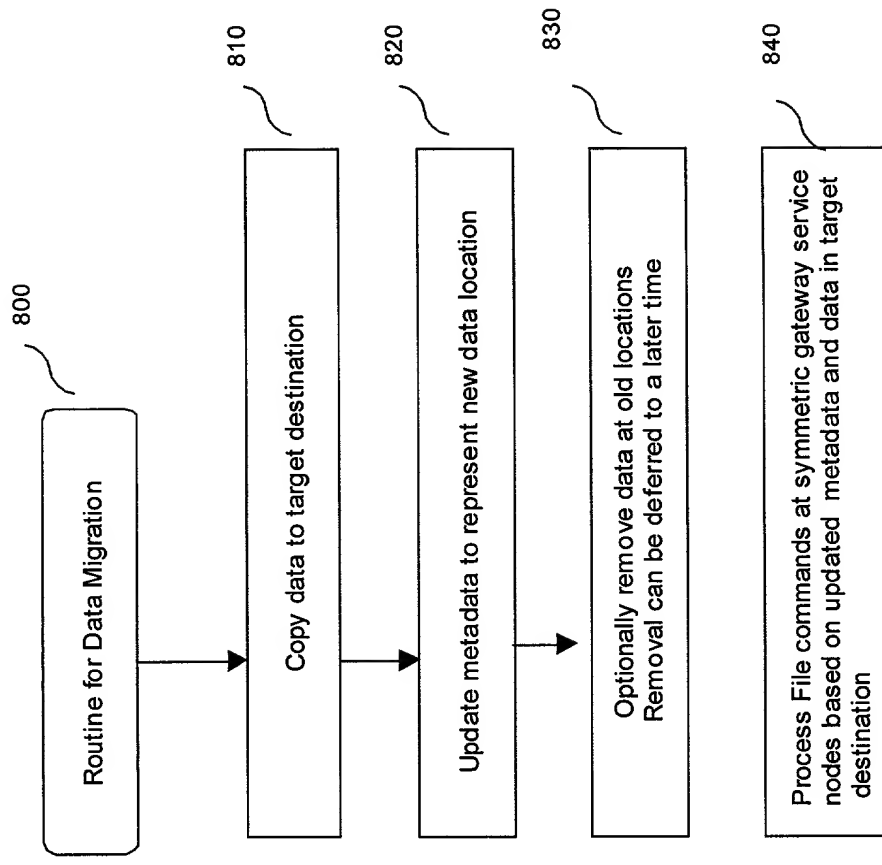 800
Routine for Data Migration
810
Copy data to target destination
820
Update metadata to represent new data location
830
Optionally remove data at old locations
Removal can be deferred to a later time
840
Process File commands at symmetric gateway service
nodes based on updated metadata and data in target
destination